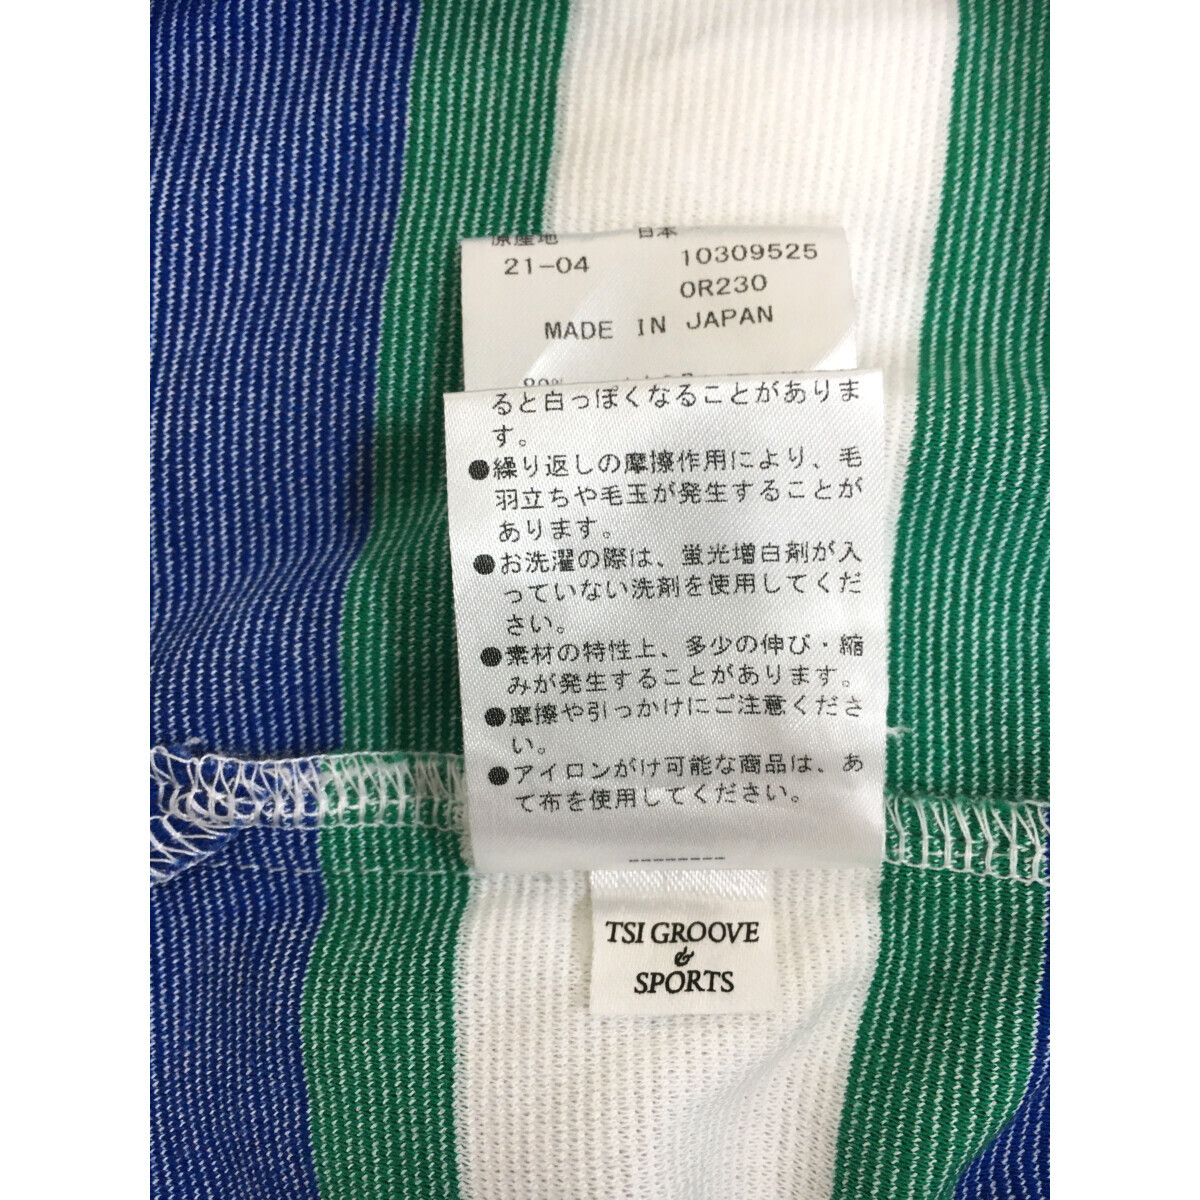 原産地 日本
21-04 10309525
0R230
MADE IN JAPAN
ると白っぽくなることがありま
す。
●繰り返しの摩擦作用により、毛
羽立ちや毛玉が発生することが
あります。
●お洗濯の際は、蛍光増白剤が入
っていない洗剤を使用してくだ
さい。
●素材の特性上、多少の伸び・縮
みが発生することがあります。
●摩擦や引っかけにご注意くださ
い。
●アイロンがけ可能な商品は、あ
て布を使用してください。
--------
TSI GROOVE
&
SPORTS